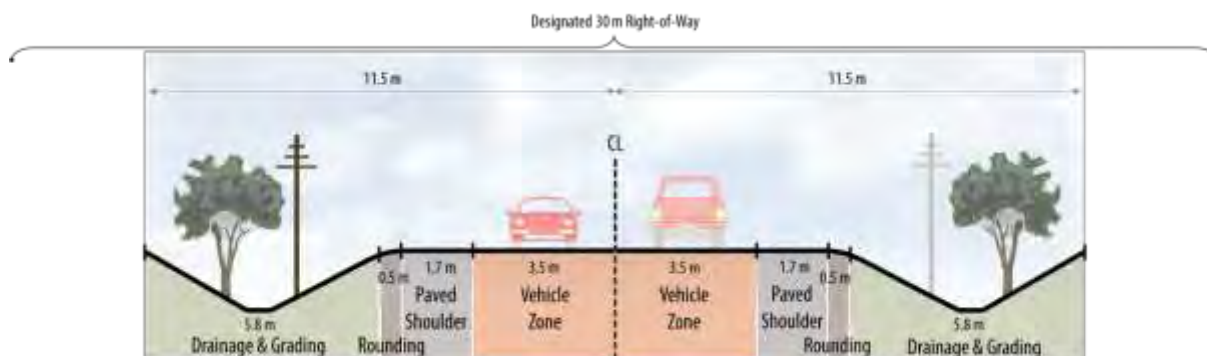 Designated 30 m Right-of-Way
11.5 m 11.5 m
CL
0.5 m 1.7 m 3.5 m 3.5 m 1.7 m 0.5 m
Paved Vehicle Vehicle Paved
5.8 m Shoulder Zone Zone Shoulder 5.8 m
Drainage & Grading Rounding Rounding Drainage & Grading